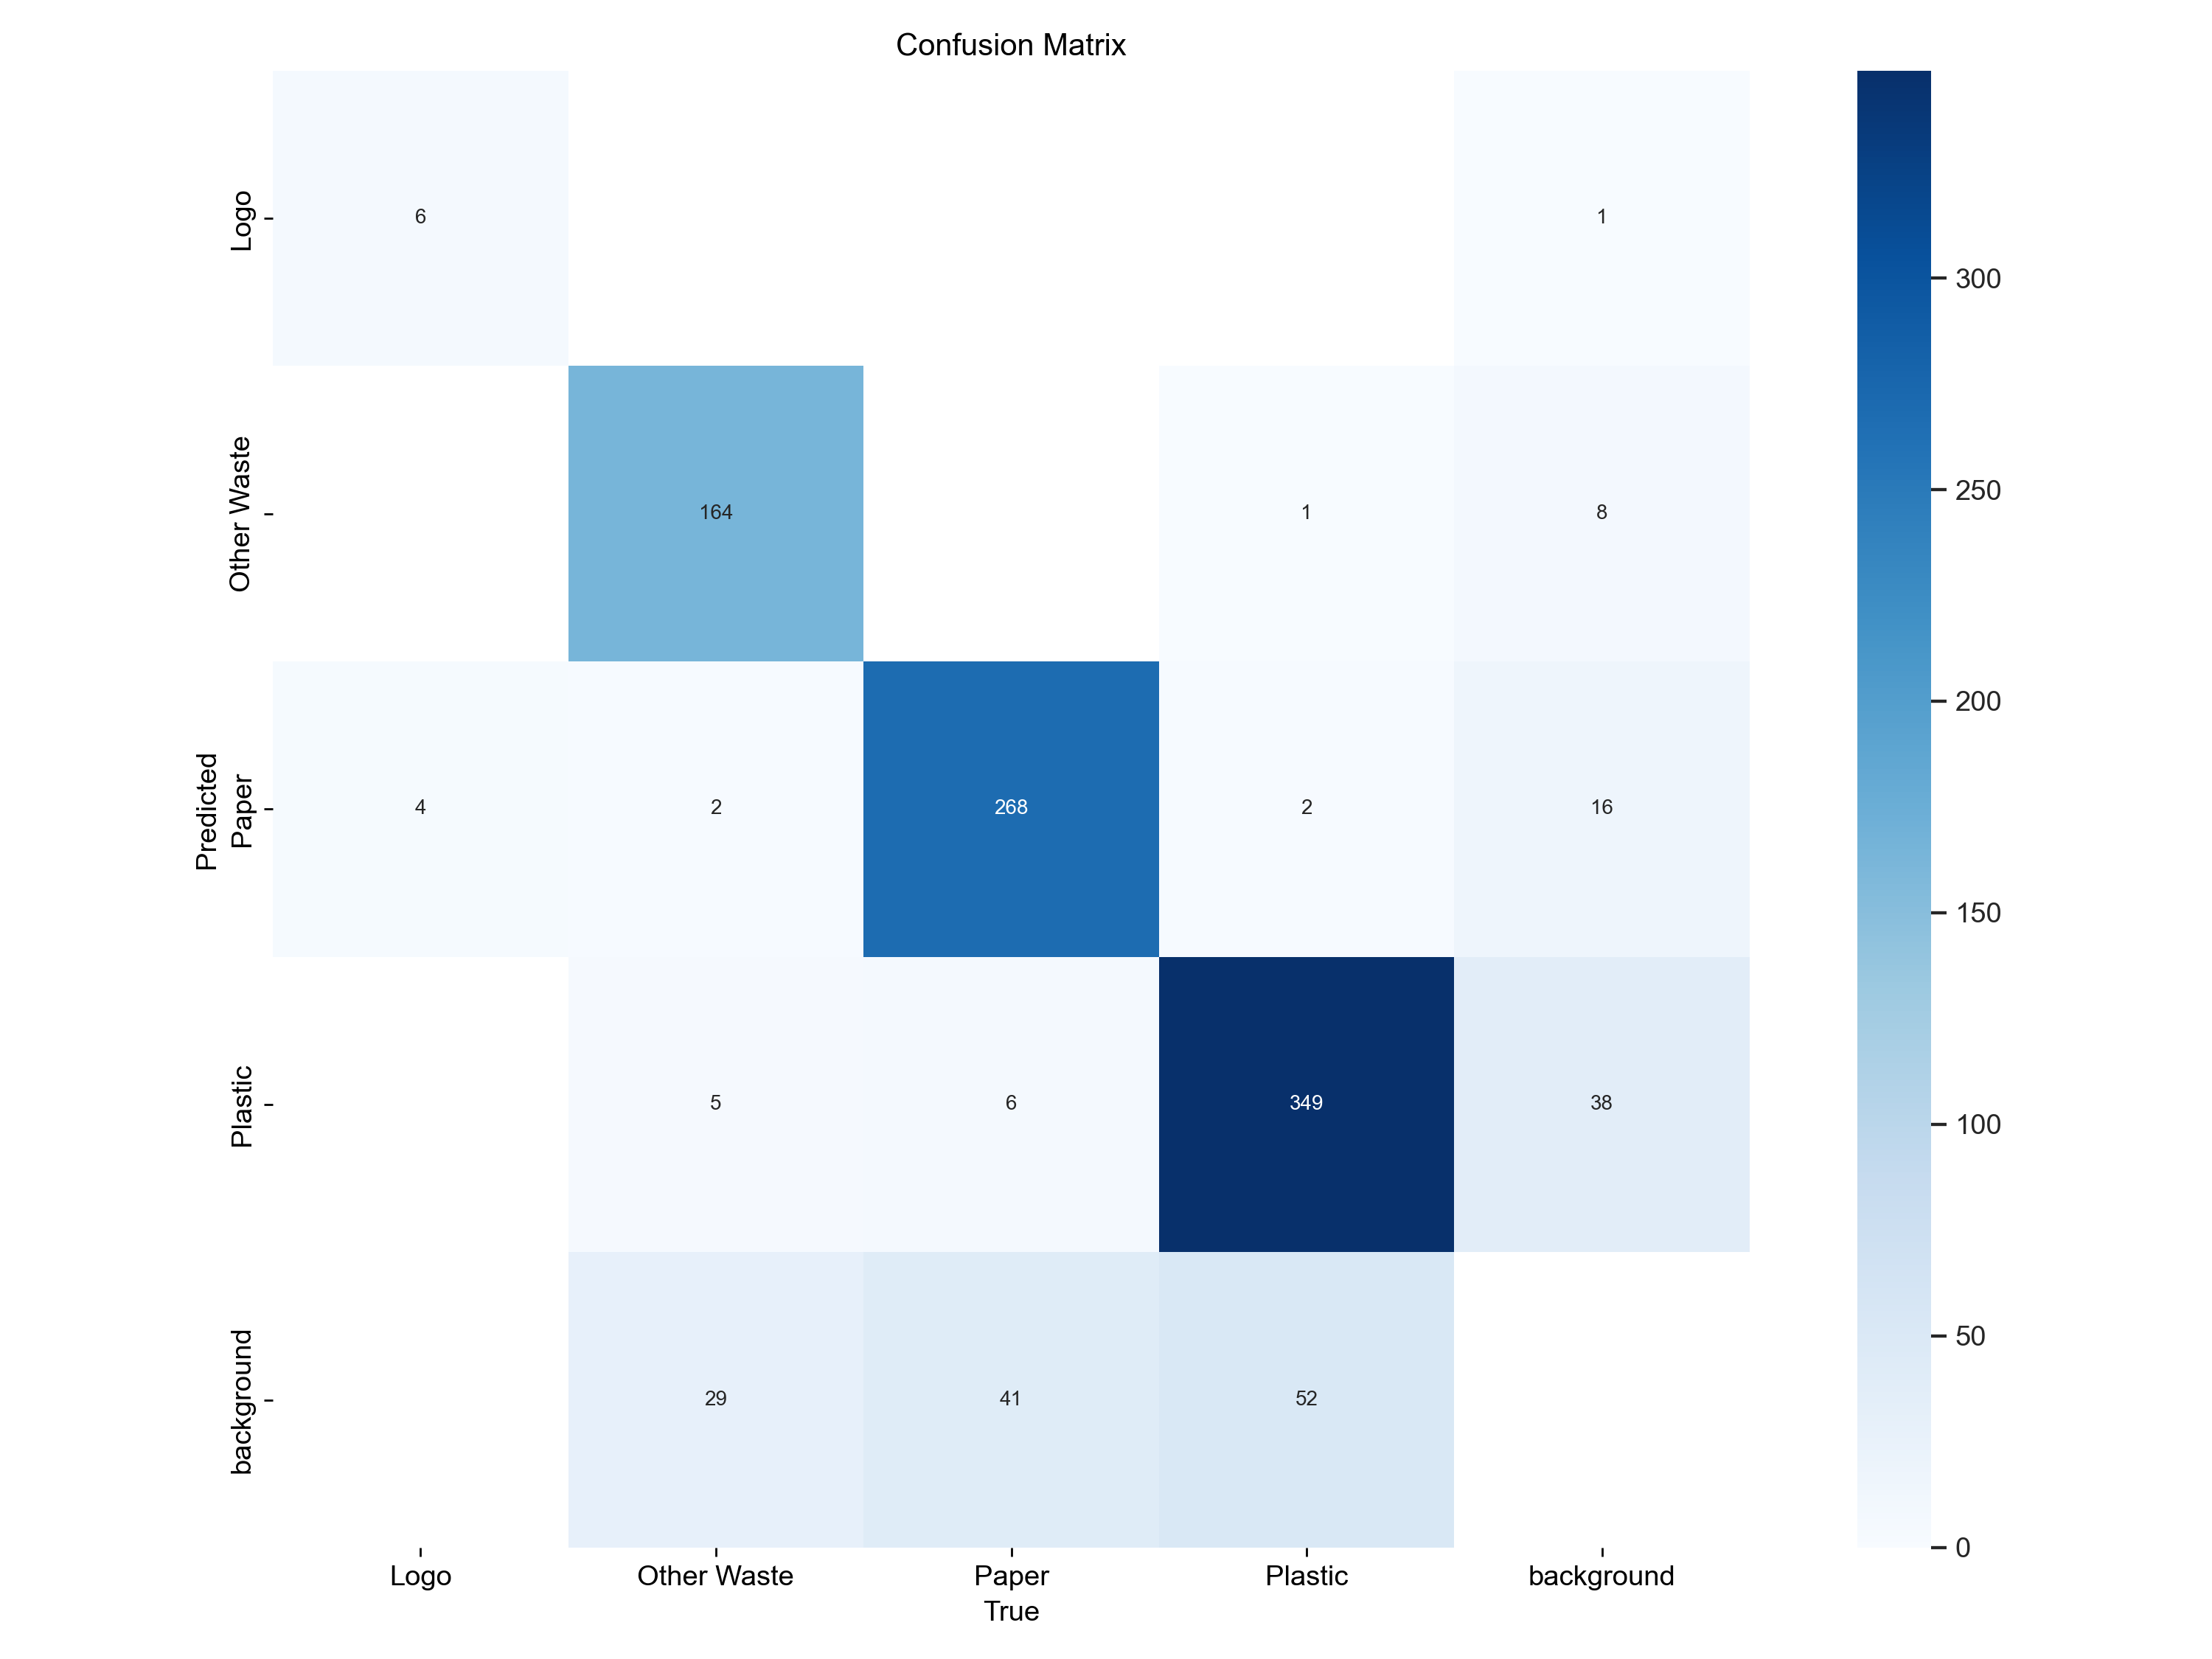 Confusion Matrix
Logo
6
1
300
Other Waste
164
1
8
250
200
Predicted
Paper
4
2
268
2
16
150
Plastic
5
6
349
38
100
background
29
41
52
50
0
Logo
Other Waste
Paper
Plastic
background
True